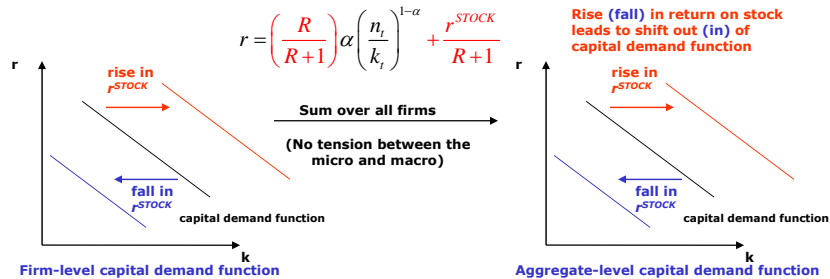 r = (R / R+1) α (n_t / k_t)^{1-α} + r^{STOCK} / R+1
Rise (fall) in return on stock
leads to shift out (in) of
capital demand function
r
rise in
r^{STOCK}
fall in
r^{STOCK}
capital demand function
k
Firm-level capital demand function
Sum over all firms
(No tension between the
micro and macro)
r
rise in
r^{STOCK}
fall in
r^{STOCK}
capital demand function
k
Aggregate-level capital demand function